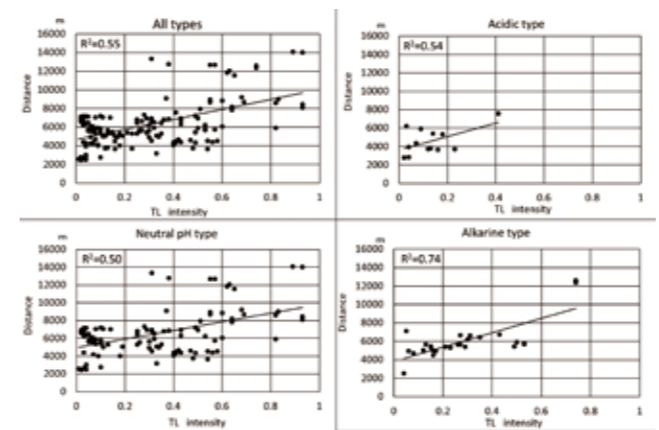 m
All types
16000
R²=0.55
14000
12000
10000
8000
6000
4000
2000
0
Distance
0 0.2 0.4 0.6 0.8 1
TL intensity
m
Acidic type
16000
R²=0.54
14000
12000
10000
8000
6000
4000
2000
0
Distance
0 0.2 0.4 0.6 0.8 1
TL intensity
m
Neutral pH type
16000
R²=0.50
14000
12000
10000
8000
6000
4000
2000
0
Distance
0 0.2 0.4 0.6 0.8 1
TL intensity
m
Alkarine type
16000
R²=0.74
14000
12000
10000
8000
6000
4000
2000
0
Distance
0 0.2 0.4 0.6 0.8 1
TL intensity